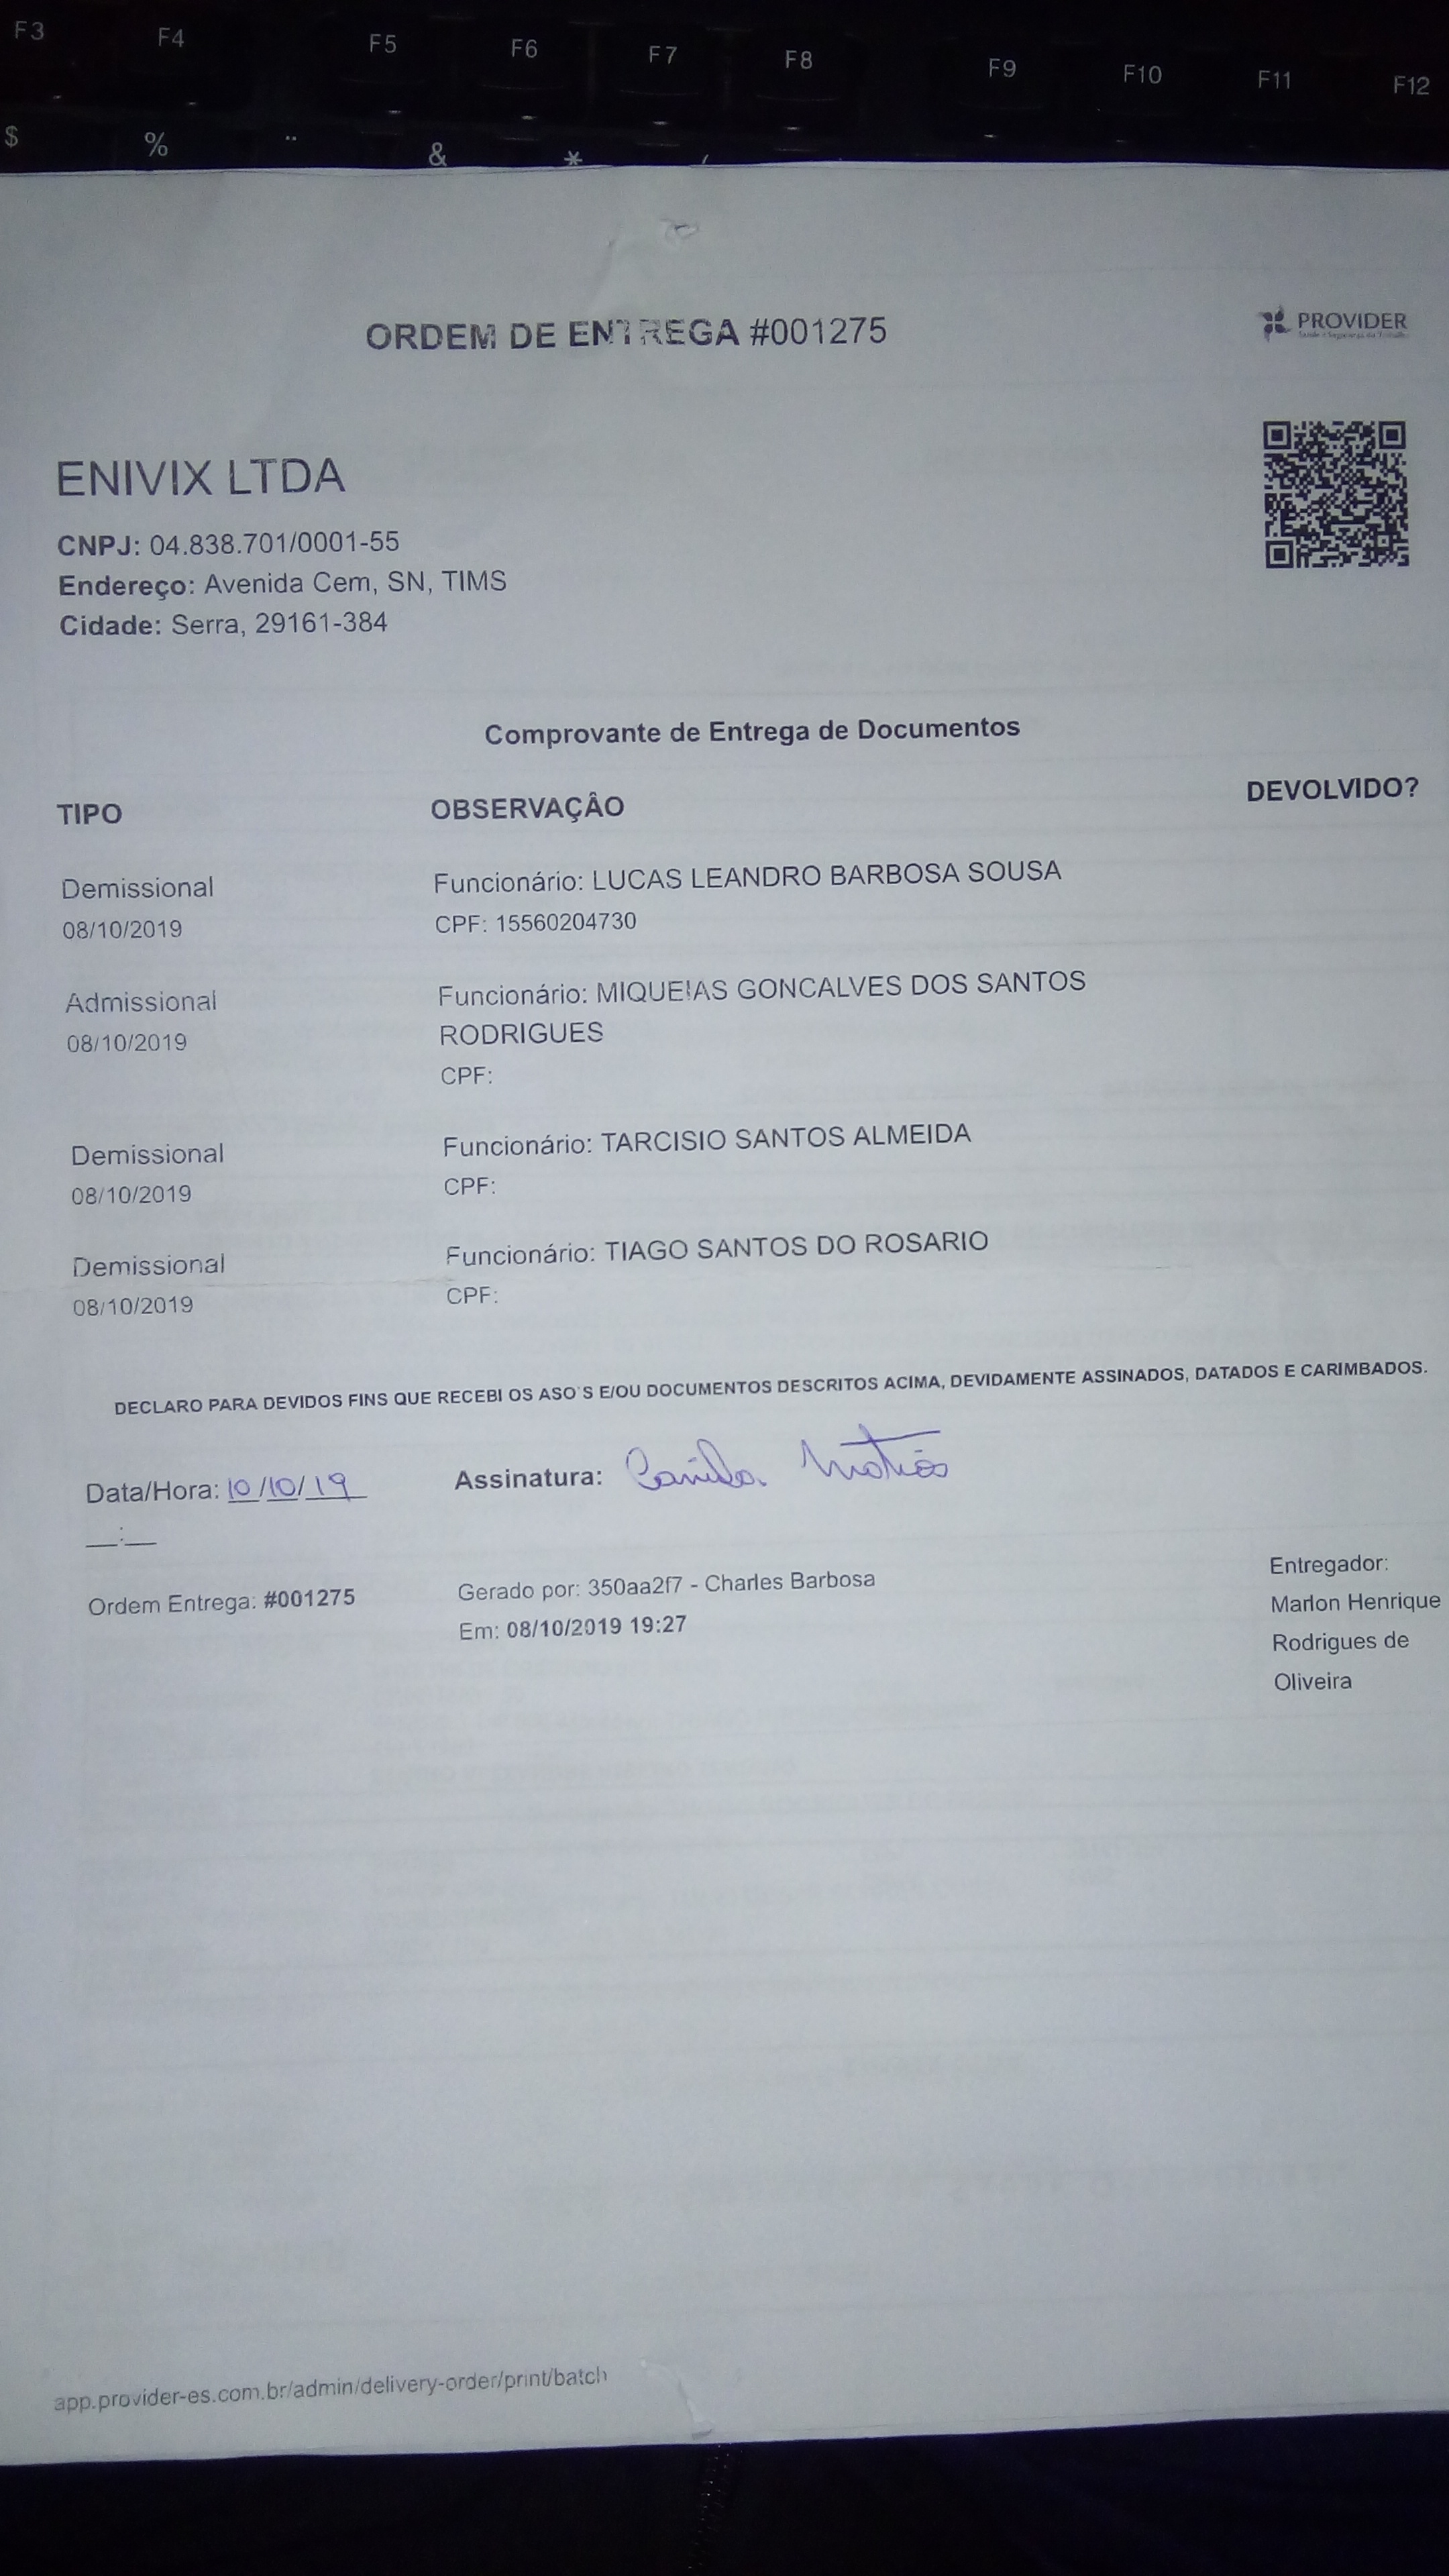 F3 F4 F5 F6 F7 F8 F9 F10 F11 F12
$ % ¨ & *
ORDEM DE ENTREGA #001275
PROVIDER
ENIVIX LTDA
CNPJ: 04.838.701/0001-55
Endereço: Avenida Cem, SN, TIMS
Cidade: Serra, 29161-384
Comprovante de Entrega de Documentos
TIPO OBSERVAÇÂO DEVOLVIDO?
Demissional Funcionário: LUCAS LEANDRO BARBOSA SOUSA
08/10/2019 CPF: 15560204730
Admissional Funcionário: MIQUEIAS GONCALVES DOS SANTOS
08/10/2019 RODRIGUES
CPF:
Demissional Funcionário: TARCISIO SANTOS ALMEIDA
08/10/2019 CPF:
Demissional Funcionário: TIAGO SANTOS DO ROSARIO
08/10/2019 CPF:
DECLARO PARA DEVIDOS FINS QUE RECEBI OS ASO`S E/OU DOCUMENTOS DESCRITOS ACIMA, DEVIDAMENTE ASSINADOS, DATADOS E CARIMBADOS.
Data/Hora: 10/10/19 Assinatura: Camila Matias
__:__
Ordem Entrega: #001275 Gerado por: 350aa2f7 - Charles Barbosa
Em: 08/10/2019 19:27
Entregador:
Marlon Henrique
Rodrigues de
Oliveira
app.provider-es.com.br/admin/delivery-order/print/batch